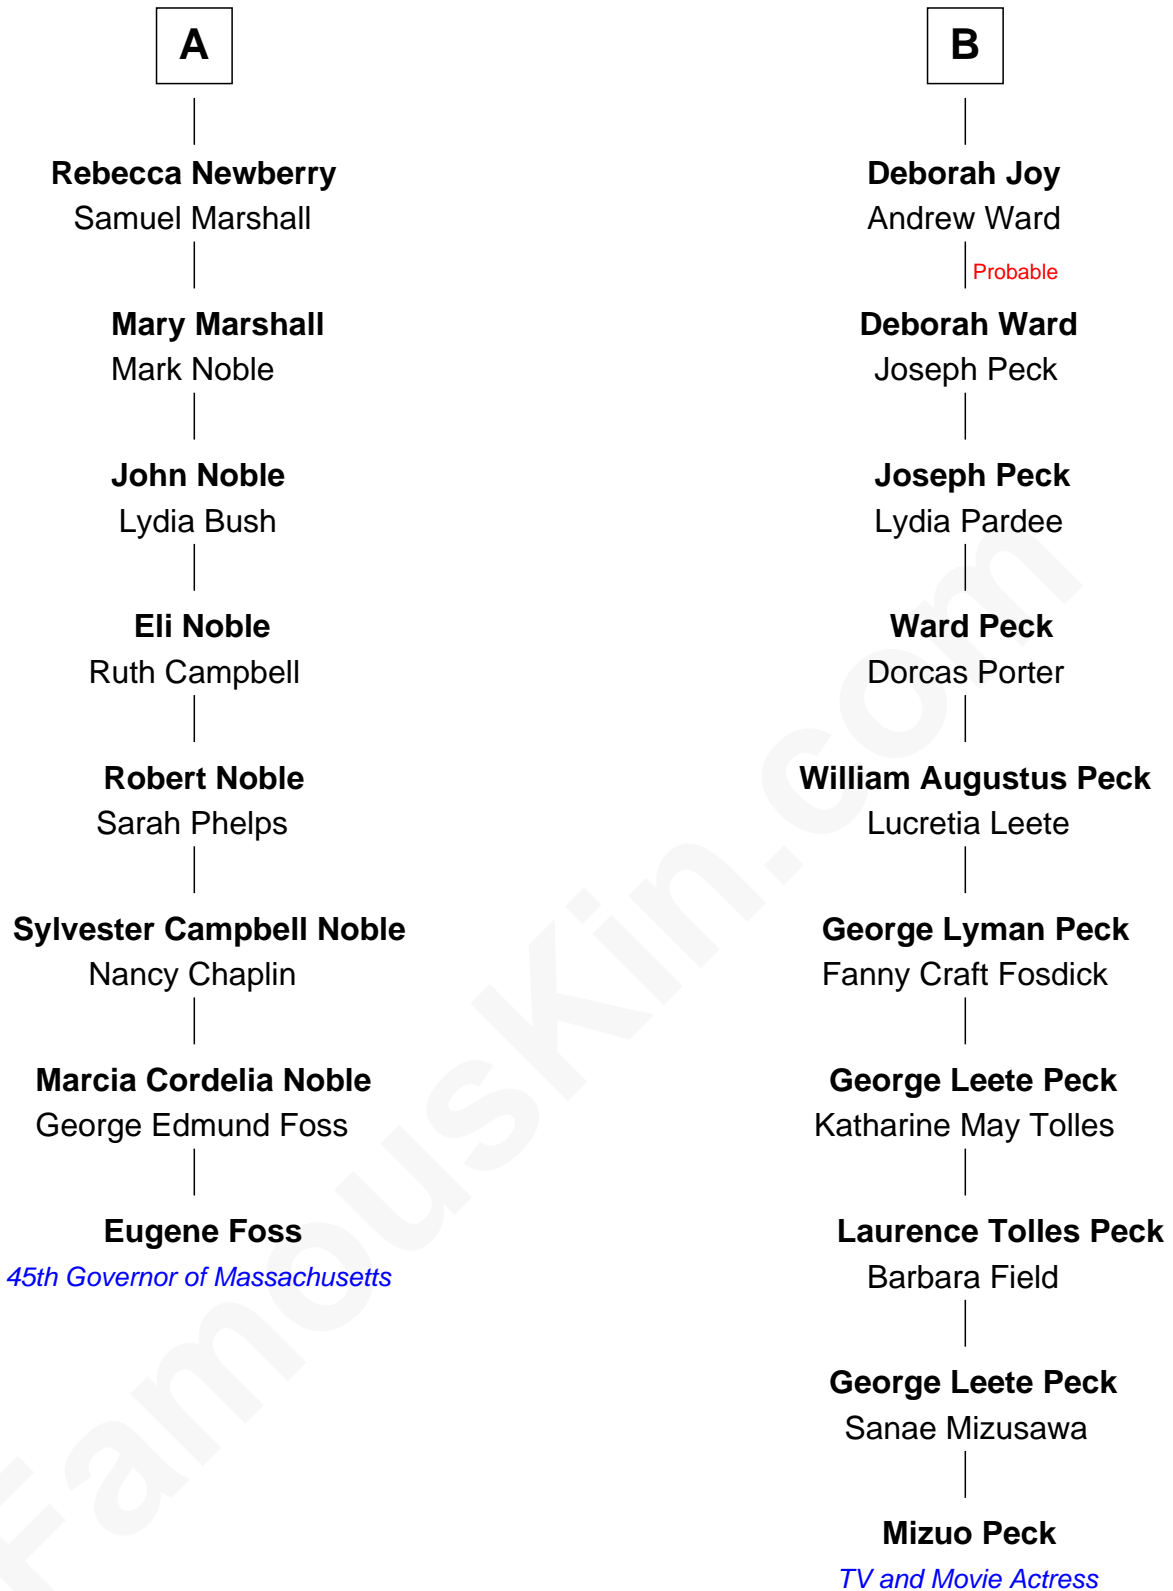 A
Rebecca Newberry
Samuel Marshall
Mary Marshall
Mark Noble
John Noble
Lydia Bush
Eli Noble
Ruth Campbell
Robert Noble
Sarah Phelps
Sylvester Campbell Noble
Nancy Chaplin
Marcia Cordelia Noble
George Edmund Foss
Eugene Foss
45th Governor of Massachusetts
B
Deborah Joy
Andrew Ward
Probable
Deborah Ward
Joseph Peck
Joseph Peck
Lydia Pardee
Ward Peck
Dorcas Porter
William Augustus Peck
Lucretia Leete
George Lyman Peck
Fanny Craft Fosdick
George Leete Peck
Katharine May Tolles
Laurence Tolles Peck
Barbara Field
George Leete Peck
Sanae Mizusawa
Mizuo Peck
TV and Movie Actress
FamousKin.com